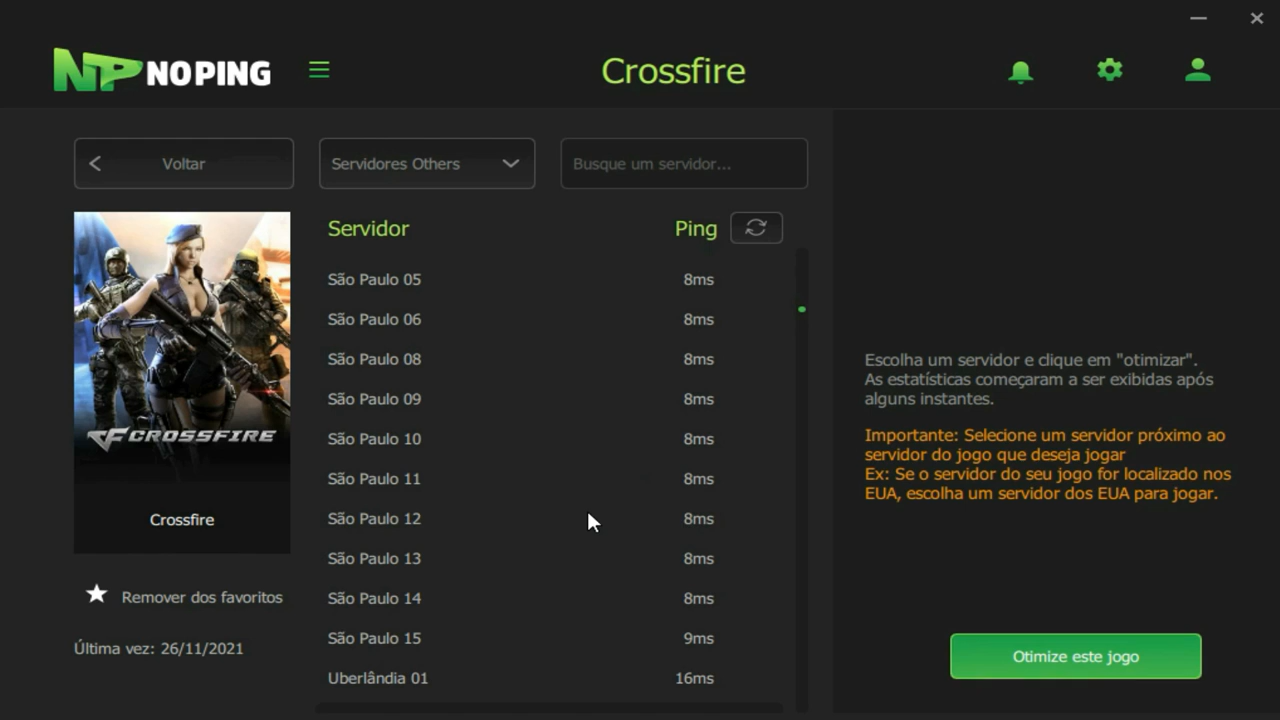 NP NOPING
Crossfire
Voltar
Servidores Others
Busque um servidor...
CF CROSSFIRE
Crossfire
Remover dos favoritos
Última vez: 26/11/2021
Servidor Ping
São Paulo 05 8ms
São Paulo 06 8ms
São Paulo 08 8ms
São Paulo 09 8ms
São Paulo 10 8ms
São Paulo 11 8ms
São Paulo 12 8ms
São Paulo 13 8ms
São Paulo 14 8ms
São Paulo 15 9ms
Uberlândia 01 16ms
Escolha um servidor e clique em "otimizar".
As estatísticas começaram a ser exibidas após
alguns instantes.
Importante: Selecione um servidor próximo ao
servidor do jogo que deseja jogar
Ex: Se o servidor do seu jogo for localizado nos
EUA, escolha um servidor dos EUA para jogar.
Otimize este jogo